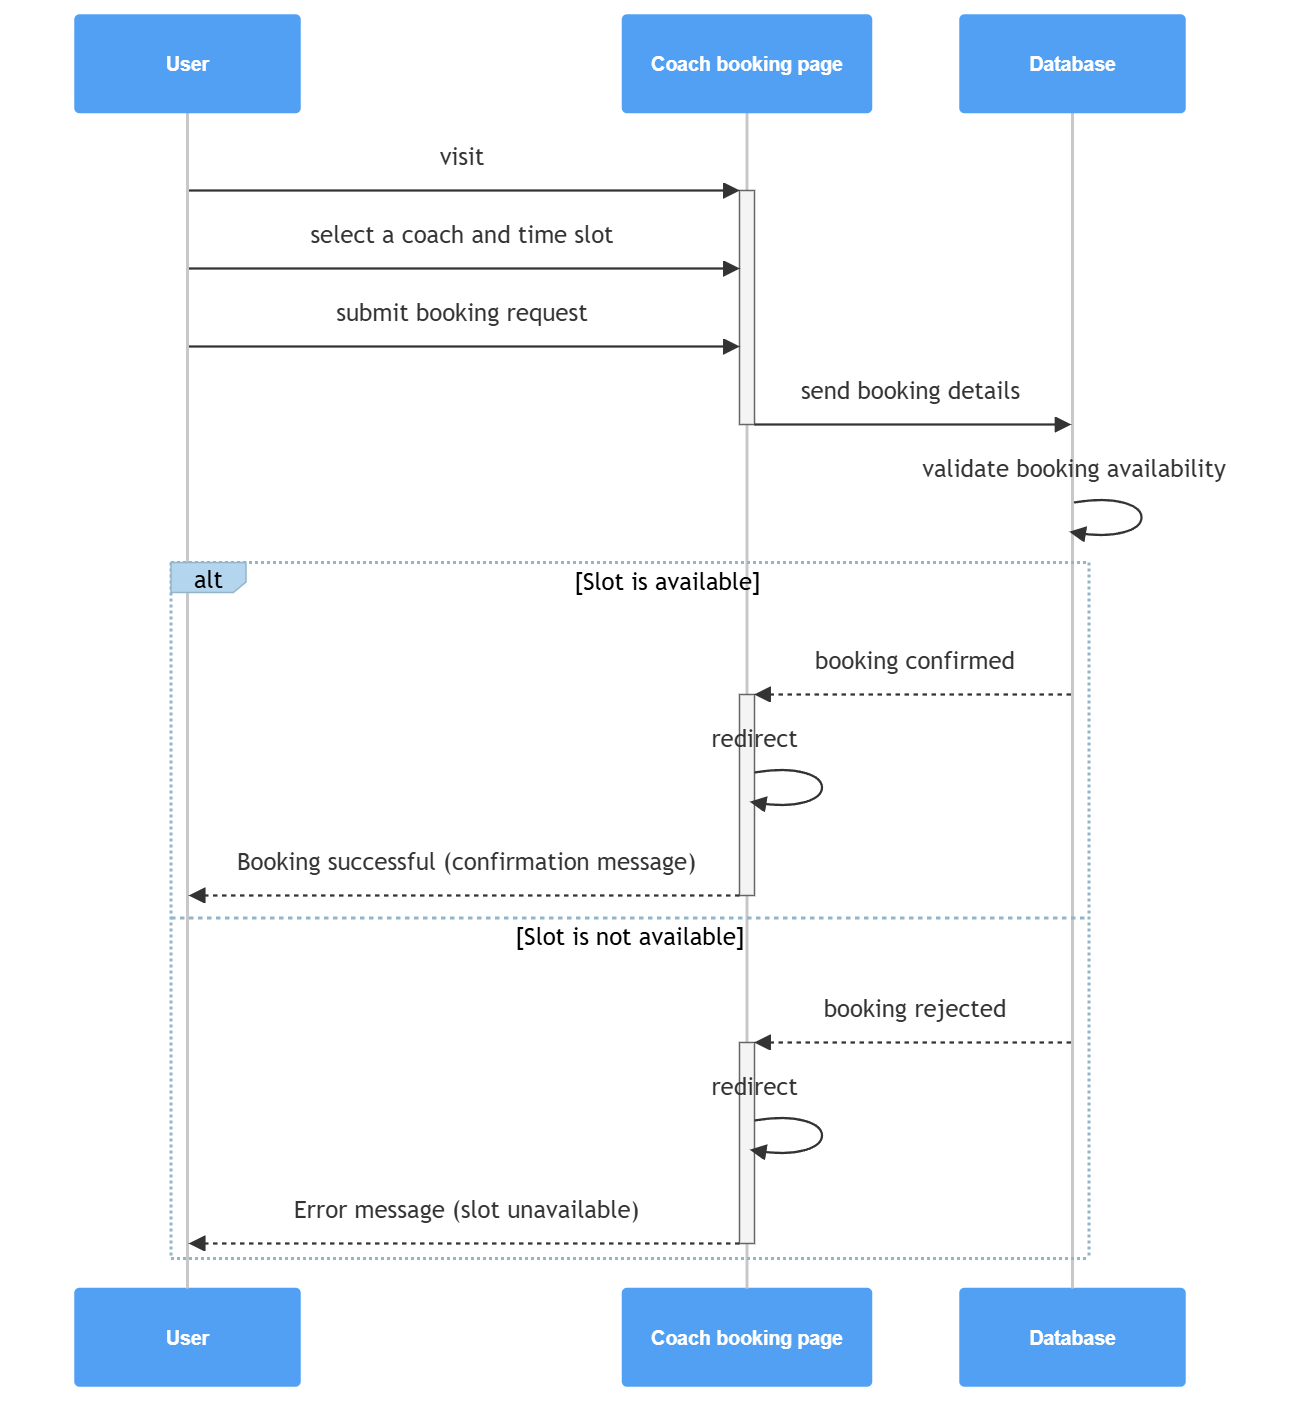 User
Coach booking page
Database
visit
select a coach and time slot
submit booking request
send booking details
validate booking availability
alt
[Slot is available]
booking confirmed
redirect
Booking successful (confirmation message)
[Slot is not available]
booking rejected
redirect
Error message (slot unavailable)
User
Coach booking page
Database